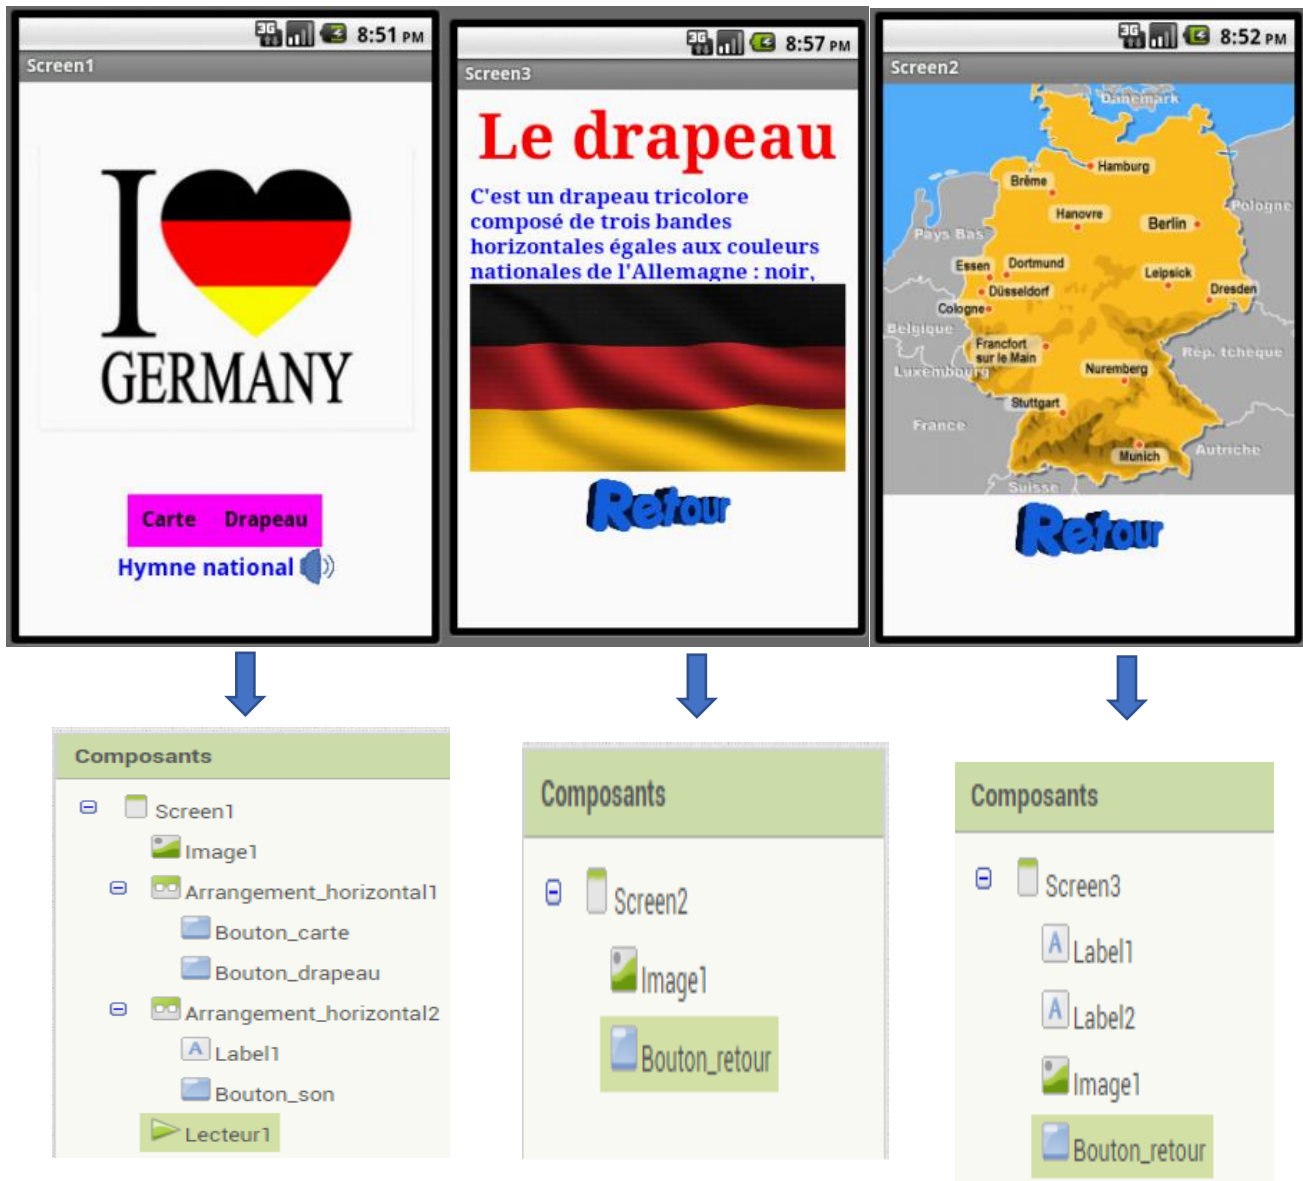 3G 8:51 PM
Screen1
I
GERMANY
Carte Drapeau
Hymne national
3G 8:57 PM
Screen3
Le drapeau
C'est un drapeau tricolore
composé de trois bandes
horizontales égales aux couleurs
nationales de l'Allemagne : noir,
Retour
3G 8:52 PM
Screen2
Danemark
Hamburg
Brême
Pologne
Hanovre
Berlin
Pays Bas
Essen Dortmund
Leipsick
Düsseldorf
Dresden
Cologne
Belgique
Francfort
sur le Main
Rép. tchèque
Luxembourg
Nuremberg
Stuttgart
France
Autriche
Munich
Suisse
Retour
Composants
Screen1
Image1
Arrangement_horizontal1
Bouton_carte
Bouton_drapeau
Arrangement_horizontal2
A Label1
Bouton_son
Lecteur1
Composants
Screen2
Image1
Bouton_retour
Composants
Screen3
A Label1
A Label2
Image1
Bouton_retour